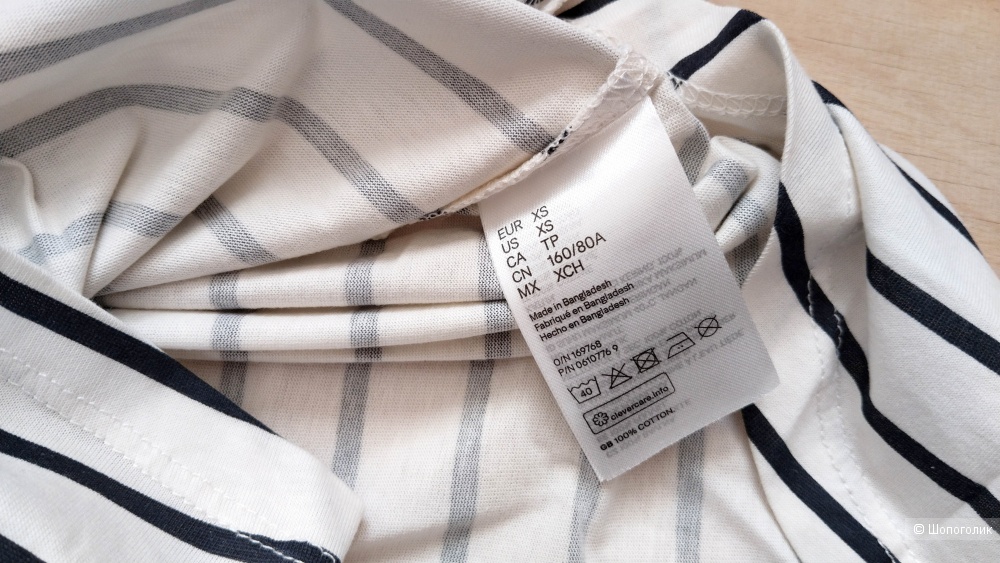 EUR XS
US XS
CA TP
CN 160/80A
MX XCH
Made in Bangladesh
Fabriqué en Bangladesh
Hecho en Bangladesh
O/N 169768
P/N 0610776 9
40
clevercare.info
GB 100% COTTON
© Шопоголик